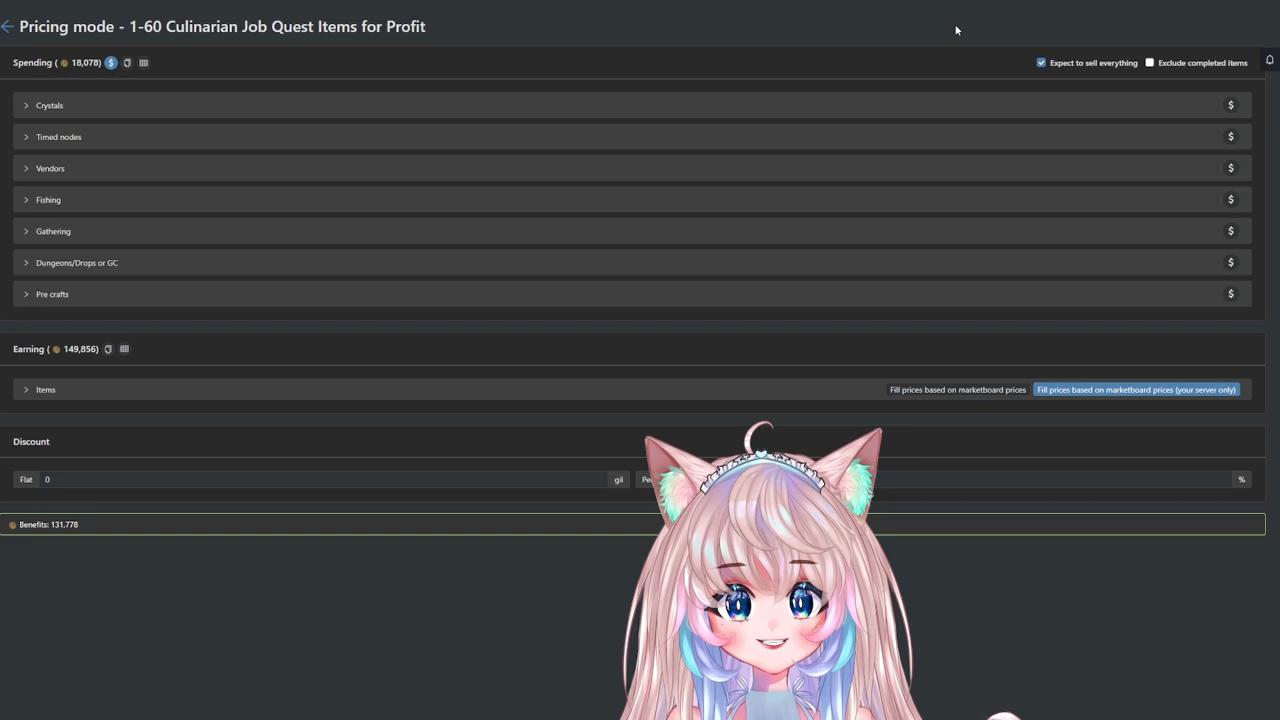 Pricing mode - 1-60 Culinarian Job Quest Items for Profit
Spending ( 18,078) $
Expect to sell everything
Exclude completed items
Crystals $
Timed nodes $
Vendors $
Fishing $
Gathering $
Dungeons/Drops or GC $
Pre crafts $
Earning ( 149,856)
Items
Fill prices based on marketboard prices
Fill prices based on marketboard prices (your server only)
Discount
Flat 0 gil
%
Benefits: 131,778